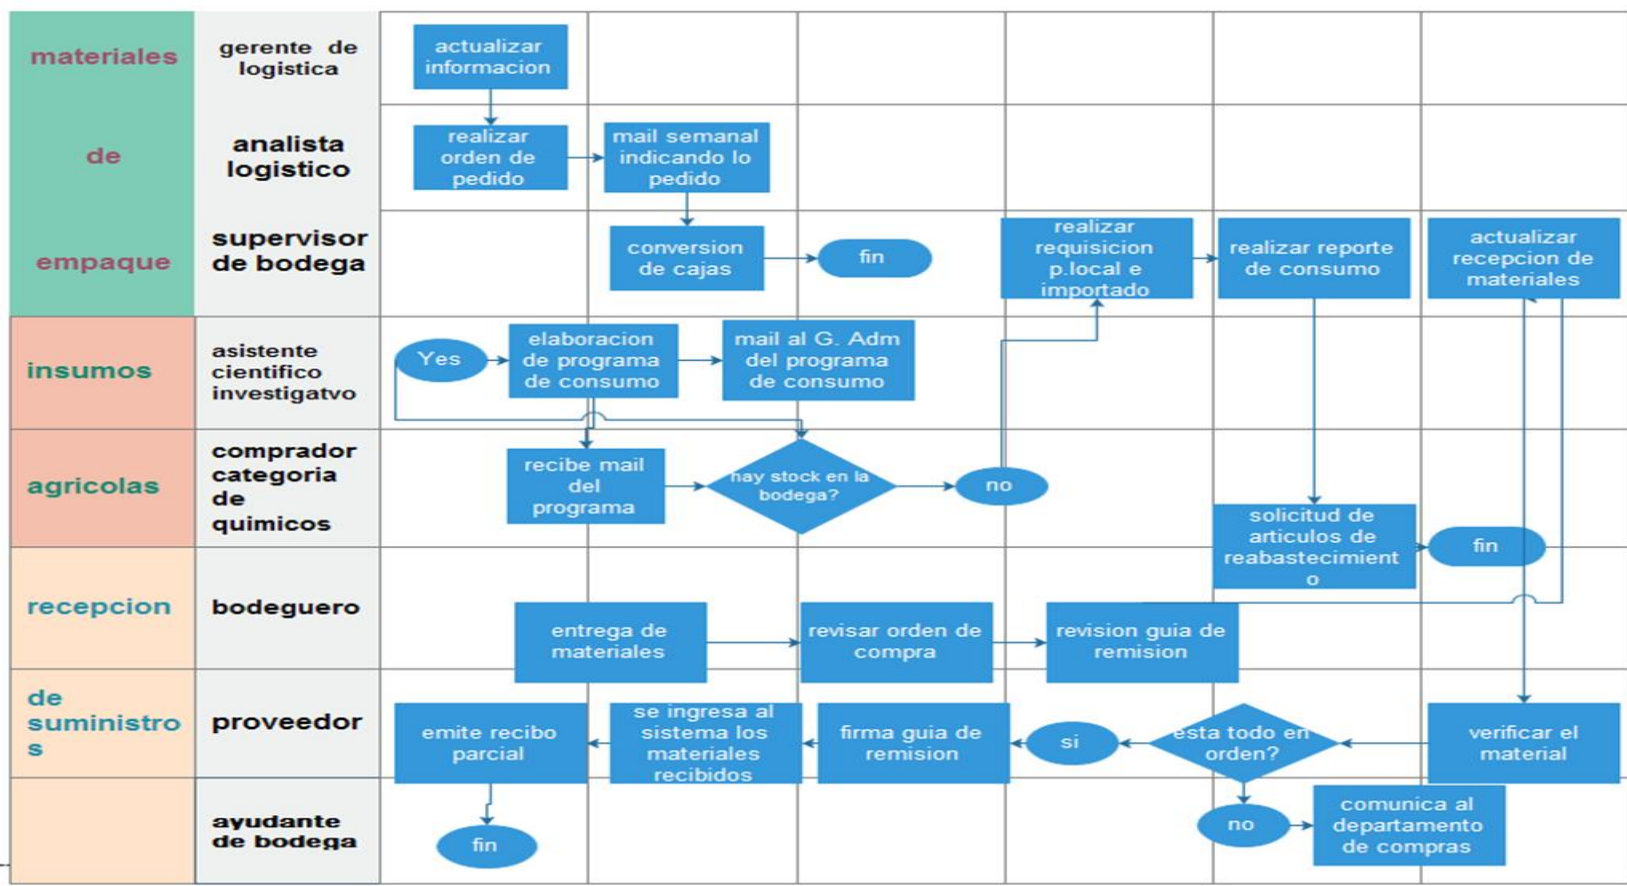 materiales
gerente de
logistica
actualizar
informacion
de
analista
logistico
realizar
orden de
pedido
mail semanal
indicando lo
pedido
empaque
supervisor
de bodega
conversion
de cajas
fin
realizar
requisicion
p.local e
importado
realizar reporte
de consumo
actualizar
recepcion de
materiales
insumos
asistente
cientifico
investigatvo
Yes
elaboracion
de programa
de consumo
mail al G. Adm
del programa
de consumo
agricolas
comprador
categoria
de
quimicos
recibe mail
del
programa
hay stock en la
bodega?
no
solicitud de
articulos de
reabastecimient
o
fin
recepcion
bodeguero
entrega de
materiales
revisar orden de
compra
revision guia de
remision
de
suministro
s
proveedor
emite recibo
parcial
se ingresa al
sistema los
materiales
recibidos
firma guia de
remision
si
esta todo en
orden?
verificar el
material
ayudante
de bodega
fin
no
comunica al
departamento
de compras